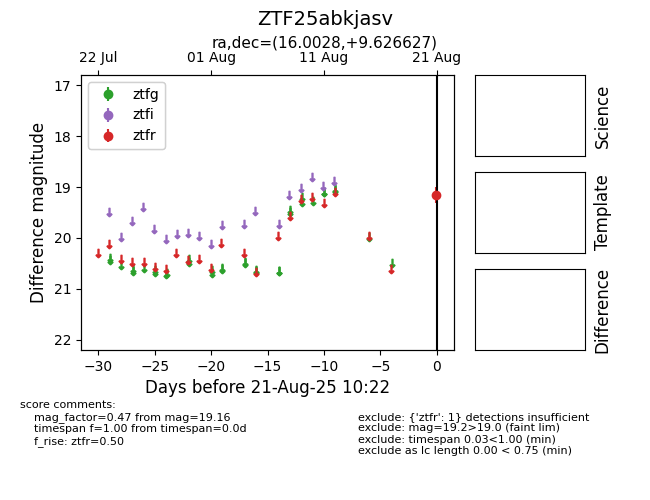 ZTF25abkjasv
ra,dec=(16.0028,+9.626627)
22 Jul 01 Aug 11 Aug 21 Aug
ztfg
ztfi
ztfr
17
18
19
20
21
22
Difference magnitude
−30 −25 −20 −15 −10 −5 0
Days before 21-Aug-25 10:22
Science
Template
Difference
score comments:
mag_factor=0.47 from mag=19.16
timespan f=1.00 from timespan=0.0d
f_rise: ztfr=0.50
exclude: {'ztfr': 1} detections insufficient
exclude: mag=19.2>19.0 (faint lim)
exclude: timespan 0.03<1.00 (min)
exclude as lc length 0.00 < 0.75 (min)